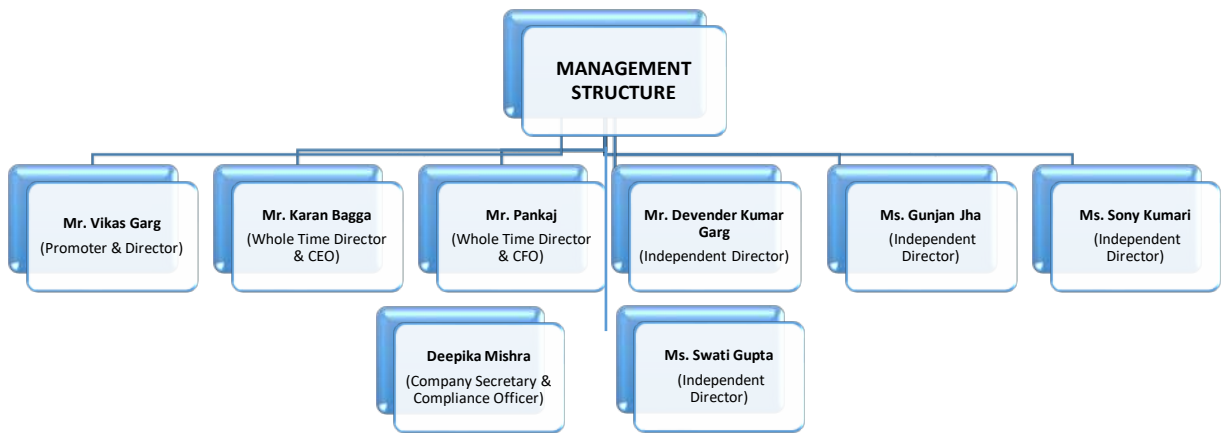 MANAGEMENT
STRUCTURE
Mr. Vikas Garg
(Promoter & Director)
Mr. Karan Bagga
(Whole Time Director
& CEO)
Mr. Pankaj
(Whole Time Director
& CFO)
Mr. Devender Kumar
Garg
(Independent Director)
Ms. Gunjan Jha
(Independent
Director)
Ms. Sony Kumari
(Independent
Director)
Deepika Mishra
(Company Secretary &
Compliance Officer)
Ms. Swati Gupta
(Independent
Director)